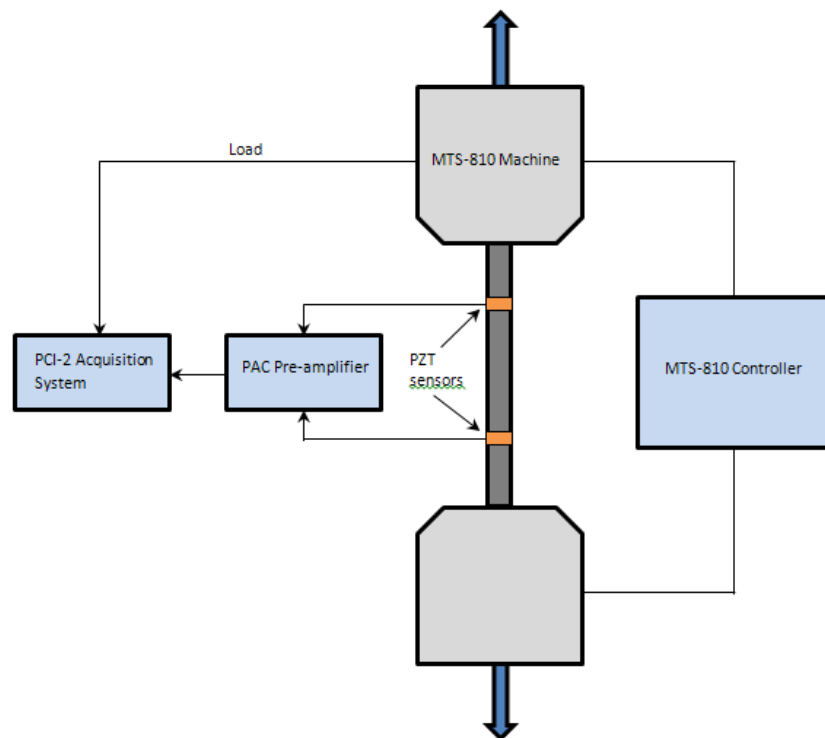 Load
MTS-810 Machine
PCI-2 Acquisition
System
PAC Pre-amplifier
PZT
sensors
MTS-810 Controller